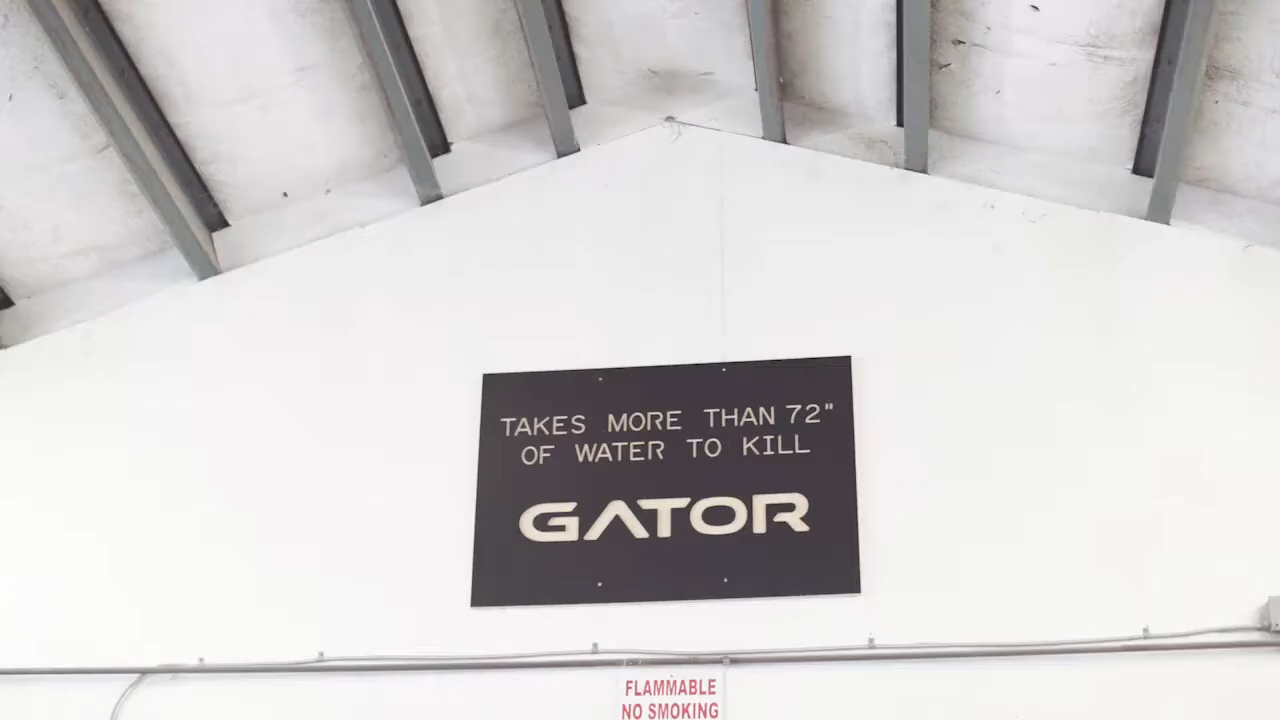 TAKES MORE THAN 72"
OF WATER TO KILL
GATOR
FLAMMABLE
NO SMOKING